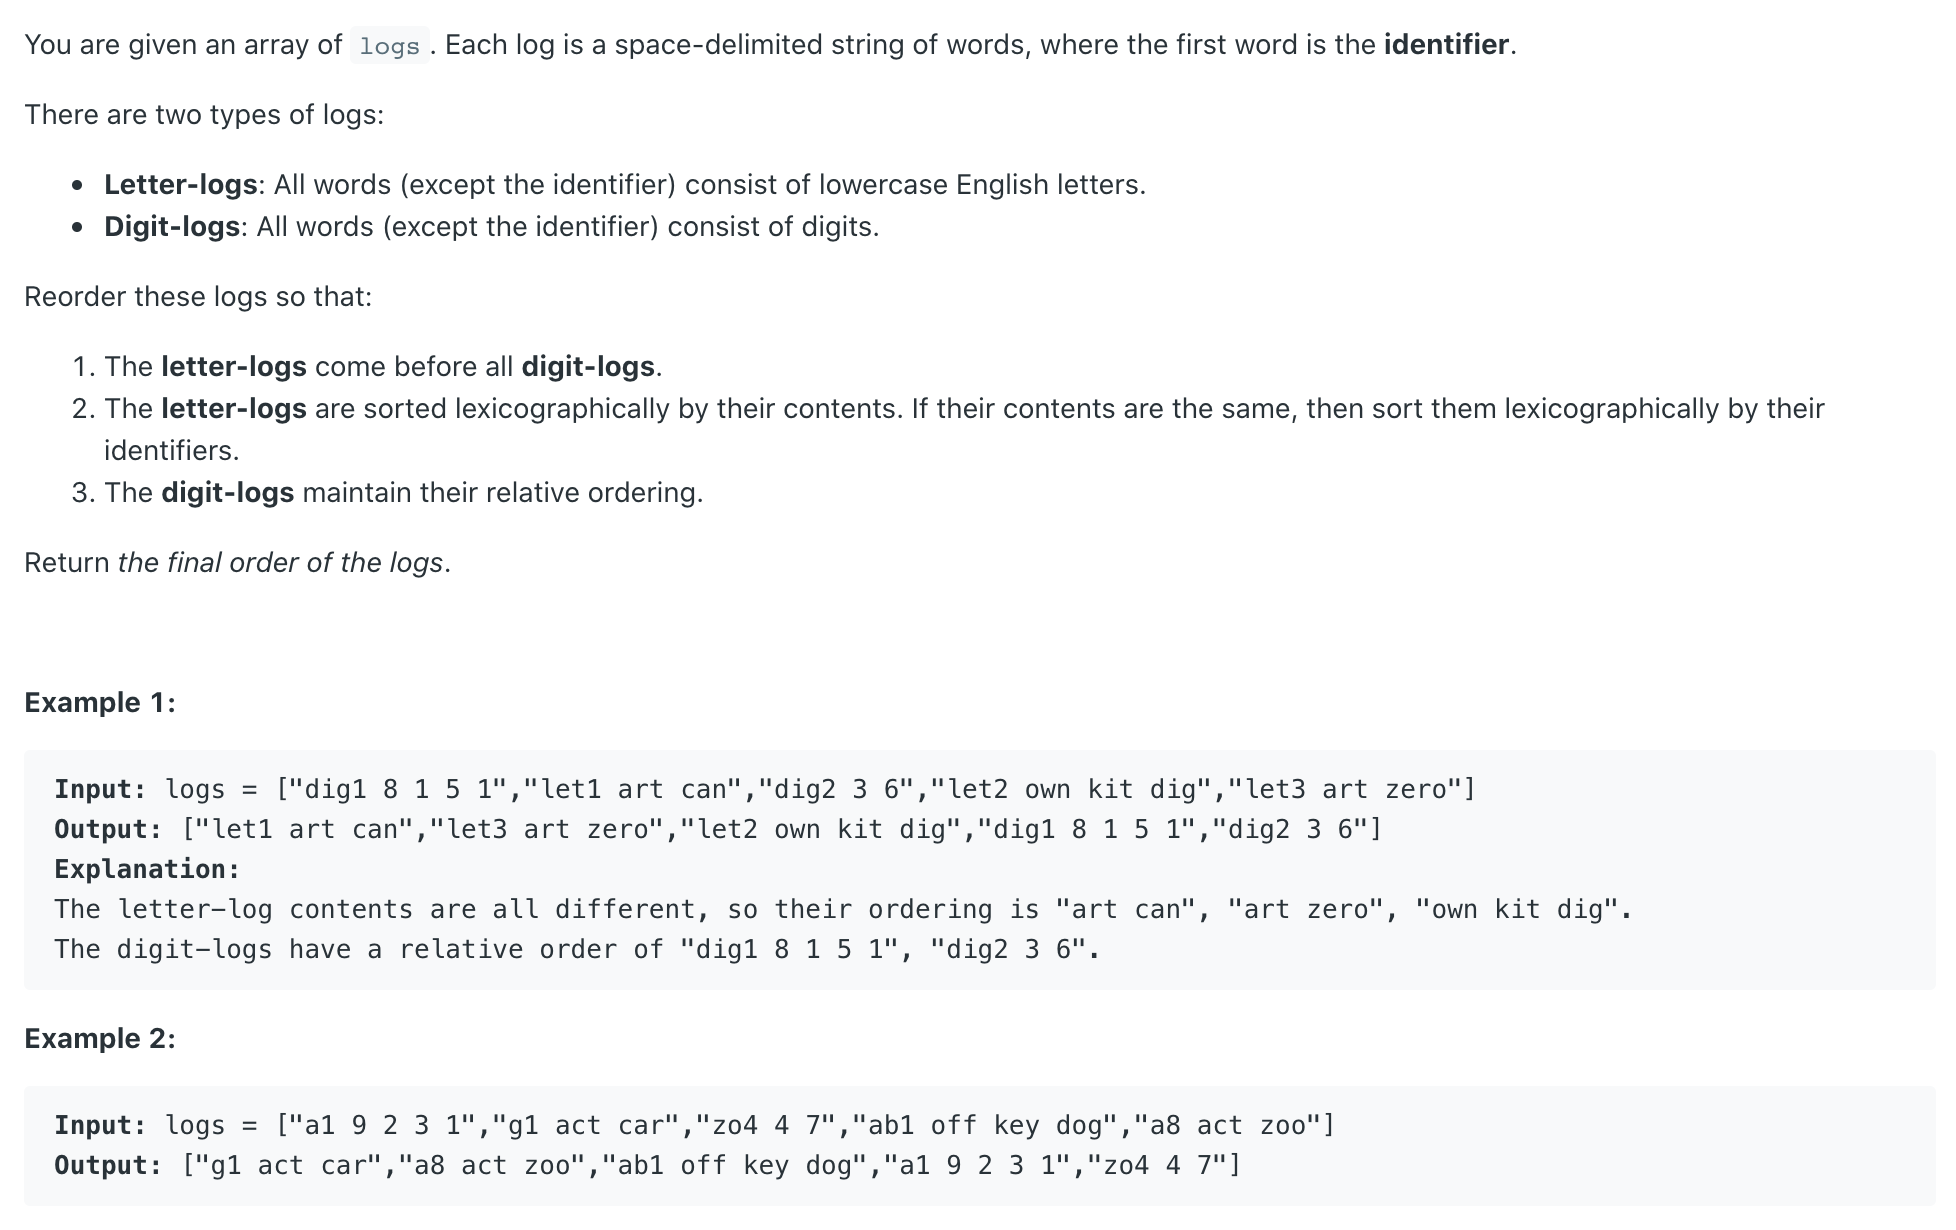 You are given an array of logs. Each log is a space-delimited string of words, where the first word is the identifier.
There are two types of logs:
• Letter-logs: All words (except the identifier) consist of lowercase English letters.
• Digit-logs: All words (except the identifier) consist of digits.
Reorder these logs so that:
1. The letter-logs come before all digit-logs.
2. The letter-logs are sorted lexicographically by their contents. If their contents are the same, then sort them lexicographically by their
identifiers.
3. The digit-logs maintain their relative ordering.
Return the final order of the logs.
Example 1:
Input: logs = ["dig1 8 1 5 1","let1 art can","dig2 3 6","let2 own kit dig","let3 art zero"]
Output: ["let1 art can","let3 art zero","let2 own kit dig","dig1 8 1 5 1","dig2 3 6"]
Explanation:
The letter-log contents are all different, so their ordering is "art can", "art zero", "own kit dig".
The digit-logs have a relative order of "dig1 8 1 5 1", "dig2 3 6".
Example 2:
Input: logs = ["a1 9 2 3 1","g1 act car","zo4 4 7","ab1 off key dog","a8 act zoo"]
Output: ["g1 act car","a8 act zoo","ab1 off key dog","a1 9 2 3 1","zo4 4 7"]